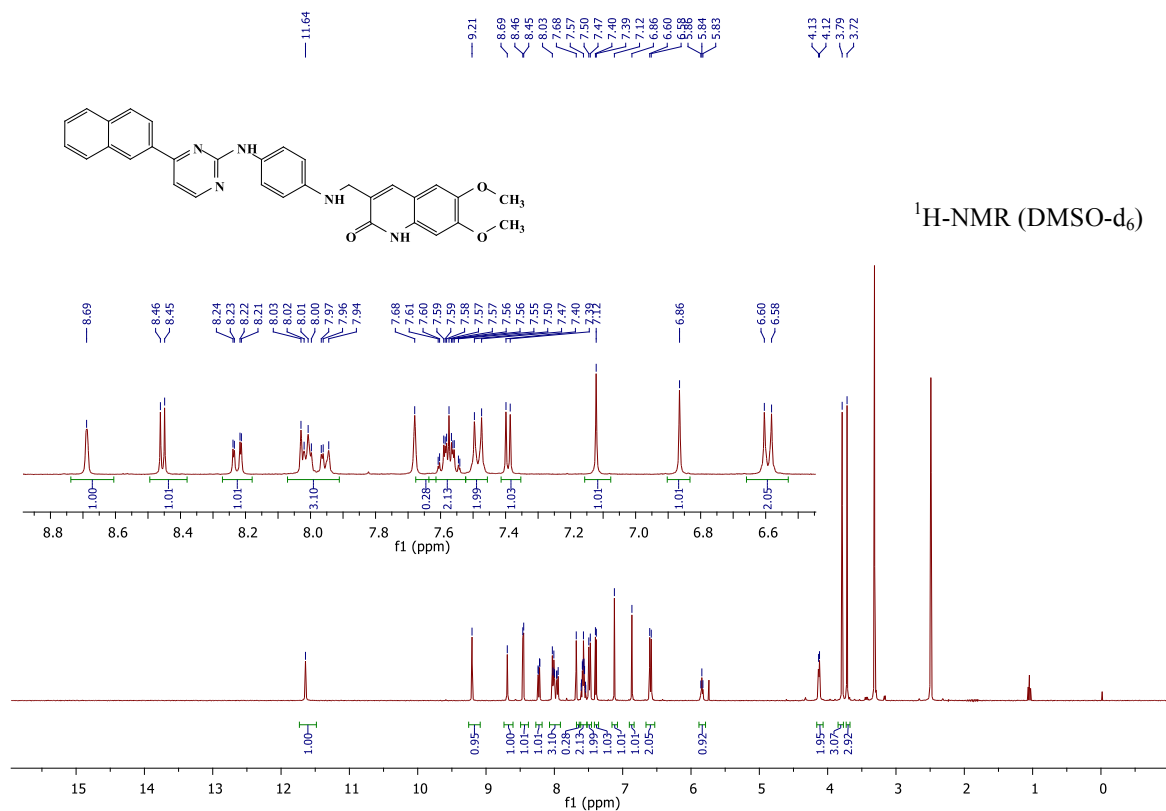 11.64 9.21 8.69 8.46 8.45 8.03 7.68 7.57 7.50 7.47 7.40 7.39 7.12 6.86 6.60 6.58 5.86 5.84 5.83 4.13 4.12 3.79 3.72
N NH
N
NH
O CH₃
O CH₃
O NH
¹H-NMR (DMSO-d₆)
8.69 8.46 8.45 8.24 8.23 8.22 8.21 8.03 8.02 8.01 8.00 7.97 7.96 7.94 7.68 7.61 7.60 7.59 7.59 7.58 7.57 7.57 7.56 7.56 7.55 7.50 7.47 7.40 7.39 7.12 6.86 6.60 6.58
1.00 1.01 1.01 3.10 0.28 2.13 1.99 1.03 1.01 1.01 2.05
8.8 8.6 8.4 8.2 8.0 7.8 7.6 7.4 7.2 7.0 6.8 6.6
f1 (ppm)
1.00 0.95 1.00 1.01 1.01 3.10 0.28 2.13 1.99 1.03 1.01 1.01 2.05 0.92 1.95 3.07 2.92
15 14 13 12 11 10 9 8 7 6 5 4 3 2 1 0
f1 (ppm)